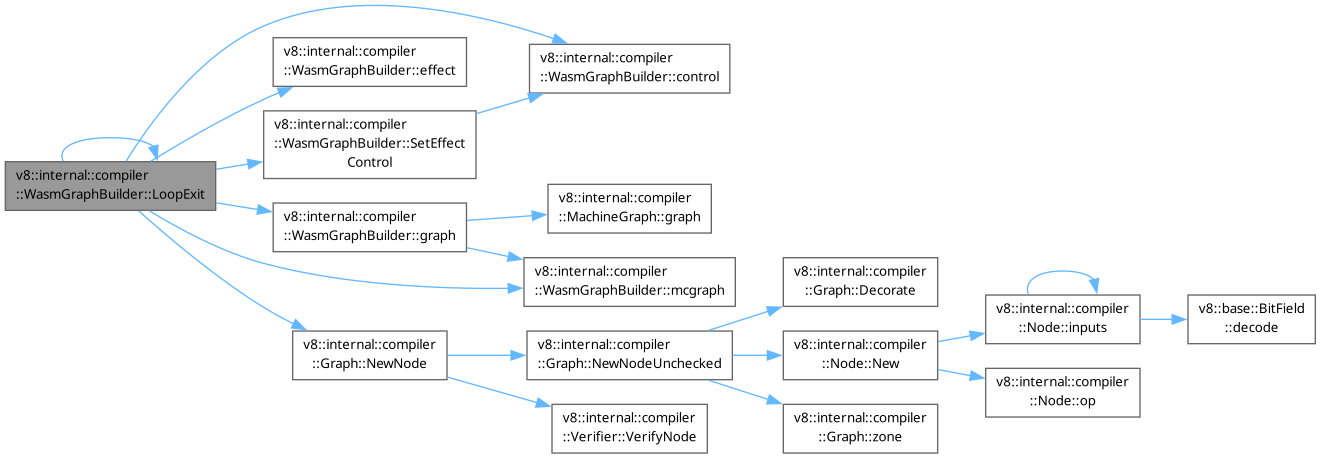 v8::internal::compiler
::WasmGraphBuilder::LoopExit
v8::internal::compiler
::WasmGraphBuilder::effect
v8::internal::compiler
::WasmGraphBuilder::control
v8::internal::compiler
::WasmGraphBuilder::SetEffect
Control
v8::internal::compiler
::WasmGraphBuilder::graph
v8::internal::compiler
::MachineGraph::graph
v8::internal::compiler
::WasmGraphBuilder::mcgraph
v8::internal::compiler
::Graph::NewNode
v8::internal::compiler
::Graph::NewNodeUnchecked
v8::internal::compiler
::Verifier::VerifyNode
v8::internal::compiler
::Graph::Decorate
v8::internal::compiler
::Node::New
v8::internal::compiler
::Graph::zone
v8::internal::compiler
::Node::inputs
v8::internal::compiler
::Node::op
v8::base::BitField
::decode